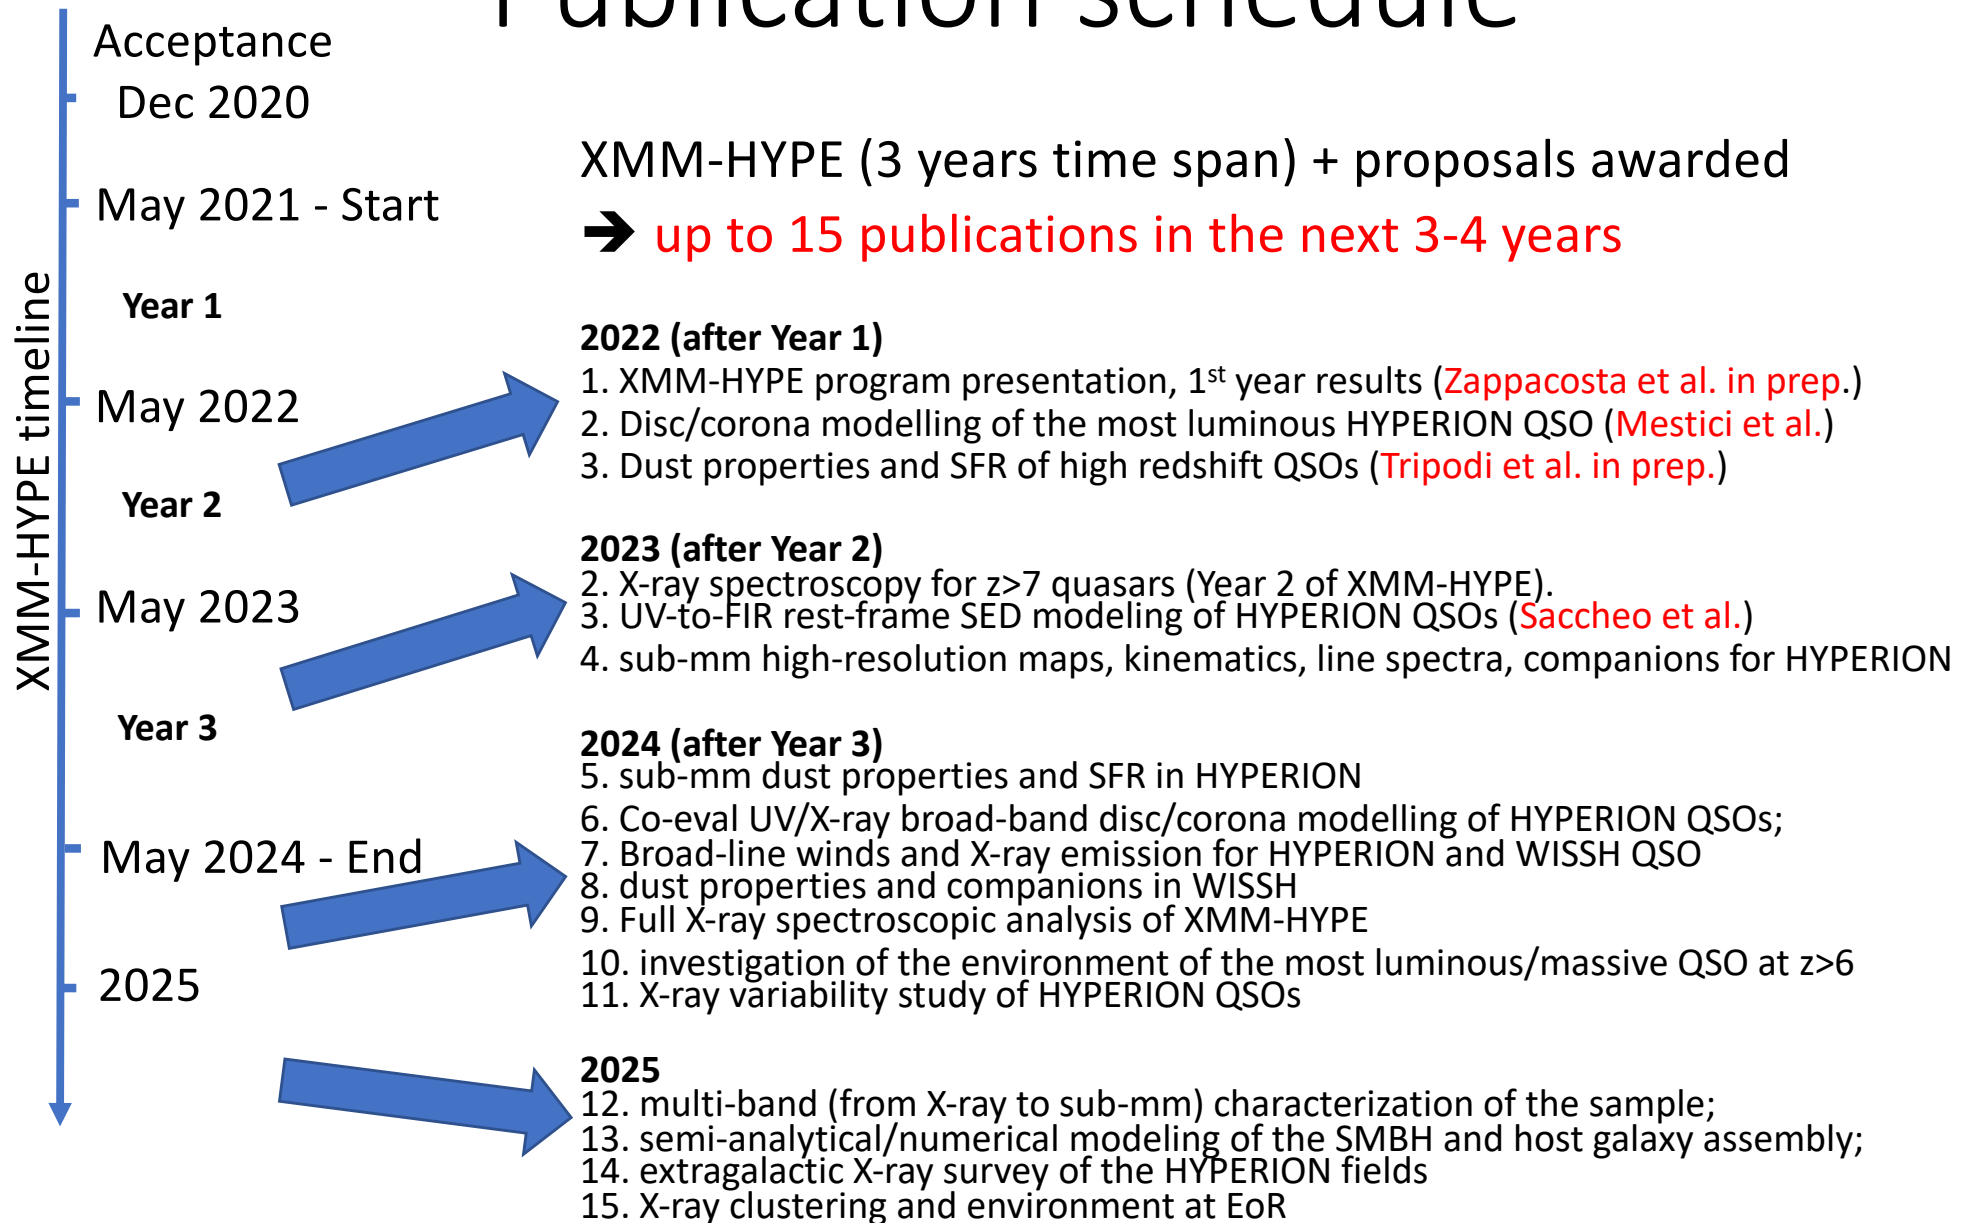 Publication schedule
Acceptance
Dec 2020
May 2021 - Start
Year 1
May 2022
Year 2
May 2023
Year 3
May 2024 - End
2025
XMM-HYPE timeline
XMM-HYPE (3 years time span) + proposals awarded
➔ up to 15 publications in the next 3-4 years
2022 (after Year 1)
1. XMM-HYPE program presentation, 1st year results (Zappacosta et al. in prep.)
2. Disc/corona modelling of the most luminous HYPERION QSO (Mestici et al.)
3. Dust properties and SFR of high redshift QSOs (Tripodi et al. in prep.)
2023 (after Year 2)
2. X-ray spectroscopy for z>7 quasars (Year 2 of XMM-HYPE).
3. UV-to-FIR rest-frame SED modeling of HYPERION QSOs (Saccheo et al.)
4. sub-mm high-resolution maps, kinematics, line spectra, companions for HYPERION
2024 (after Year 3)
5. sub-mm dust properties and SFR in HYPERION
6. Co-eval UV/X-ray broad-band disc/corona modelling of HYPERION QSOs;
7. Broad-line winds and X-ray emission for HYPERION and WISSH QSO
8. dust properties and companions in WISSH
9. Full X-ray spectroscopic analysis of XMM-HYPE
10. investigation of the environment of the most luminous/massive QSO at z>6
11. X-ray variability study of HYPERION QSOs
2025
12. multi-band (from X-ray to sub-mm) characterization of the sample;
13. semi-analytical/numerical modeling of the SMBH and host galaxy assembly;
14. extragalactic X-ray survey of the HYPERION fields
15. X-ray clustering and environment at EoR